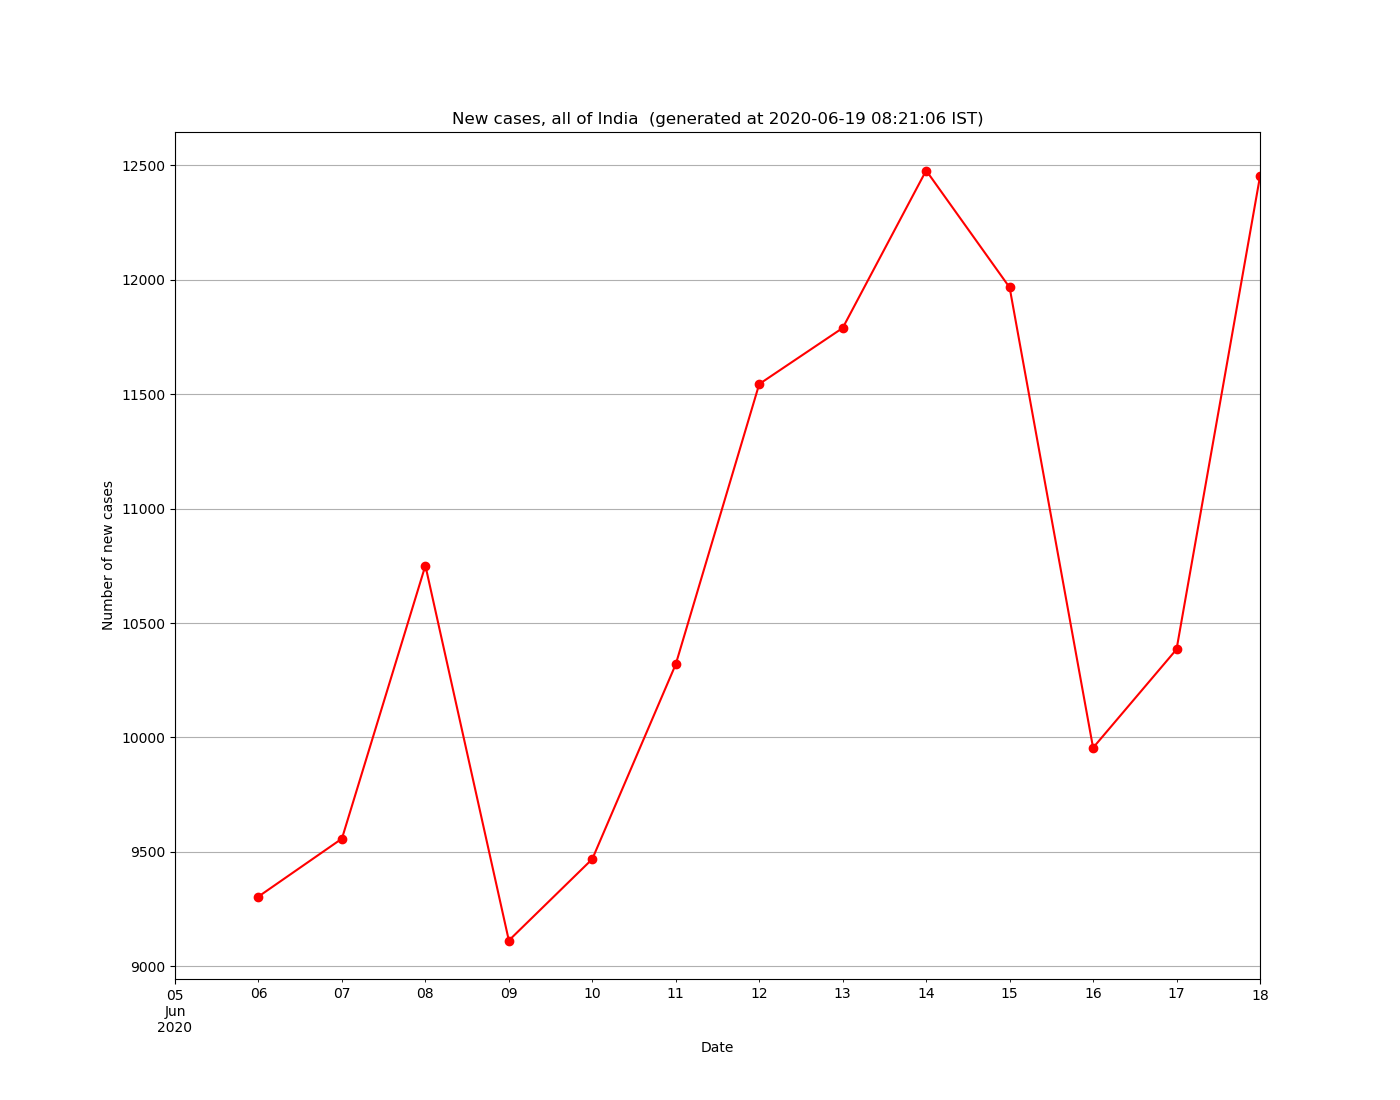 New cases, all of India  (generated at 2020-06-19 08:21:06 IST)
12500
12000
11500
11000
10500
10000
9500
9000
Number of new cases
05 06 07 08 09 10 11 12 13 14 15 16 17 18
Jun
2020
Date